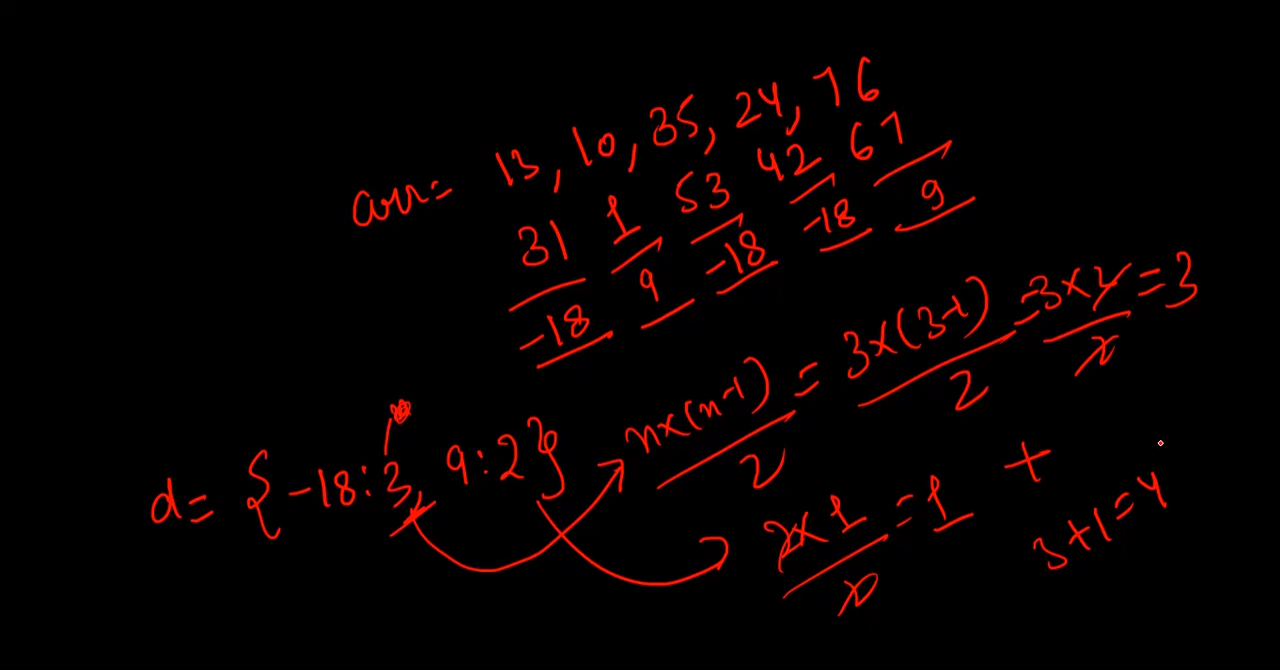 arr = 13, 10, 35, 24, 76
31 1 53 42 67
-18 9 -18 -18 9
d = {-18:3, 9:2}
n×(n-1)/2 = 3×(3-1)/2 = 3×2/2 = 3
2×1/2 = 1 +
3+1=4